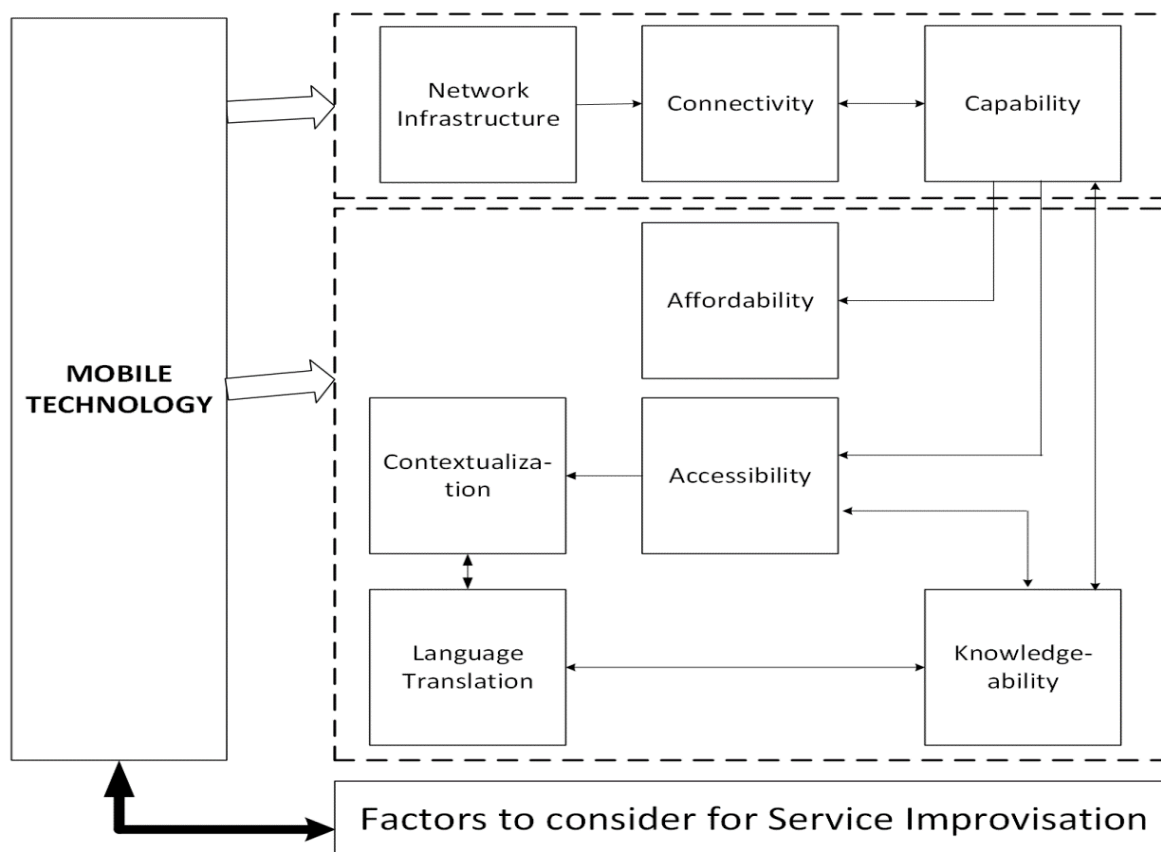 Network
Infrastructure
Connectivity
Capability
Affordability
MOBILE
TECHNOLOGY
Contextualiza-
tion
Accessibility
Language
Translation
Knowledge-
ability
Factors to consider for Service Improvisation